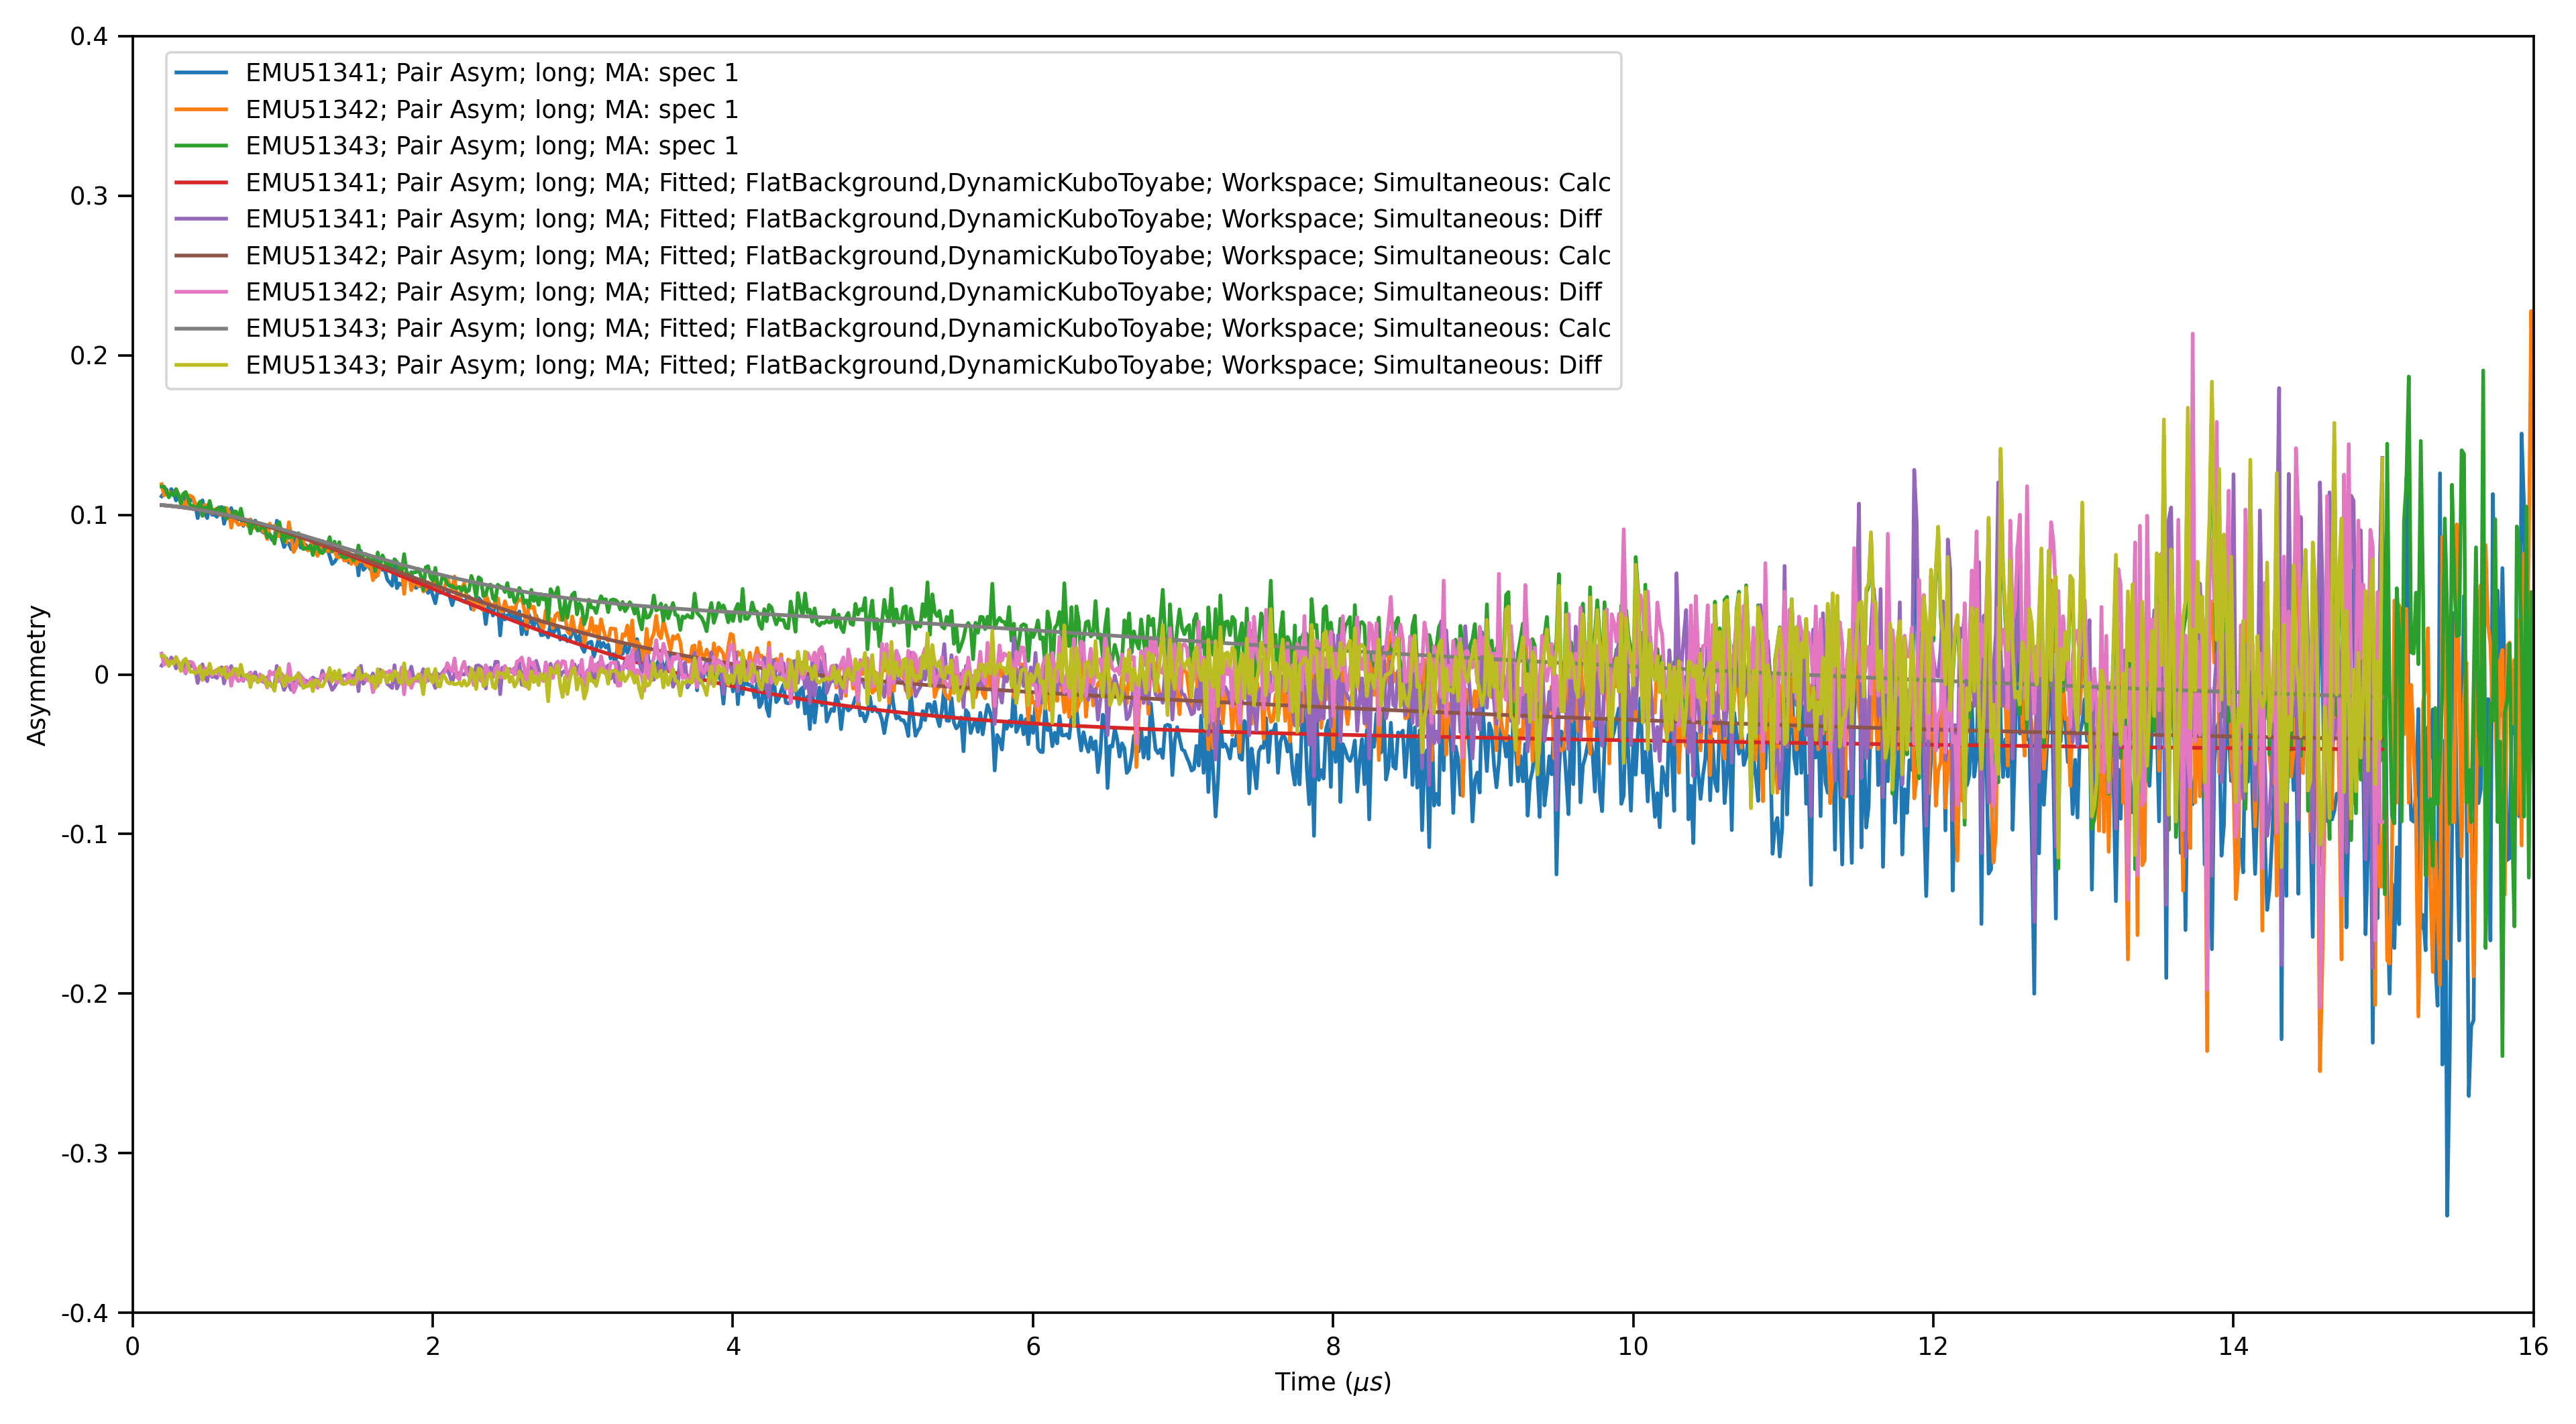 0.4
0.3
0.2
0.1
0
-0.1
-0.2
-0.3
-0.4
Asymmetry
EMU51341; Pair Asym; long; MA: spec 1
EMU51342; Pair Asym; long; MA: spec 1
EMU51343; Pair Asym; long; MA: spec 1
EMU51341; Pair Asym; long; MA; Fitted; FlatBackground,DynamicKuboToyabe; Workspace; Simultaneous: Calc
EMU51341; Pair Asym; long; MA; Fitted; FlatBackground,DynamicKuboToyabe; Workspace; Simultaneous: Diff
EMU51342; Pair Asym; long; MA; Fitted; FlatBackground,DynamicKuboToyabe; Workspace; Simultaneous: Calc
EMU51342; Pair Asym; long; MA; Fitted; FlatBackground,DynamicKuboToyabe; Workspace; Simultaneous: Diff
EMU51343; Pair Asym; long; MA; Fitted; FlatBackground,DynamicKuboToyabe; Workspace; Simultaneous: Calc
EMU51343; Pair Asym; long; MA; Fitted; FlatBackground,DynamicKuboToyabe; Workspace; Simultaneous: Diff
0 2 4 6 8 10 12 14 16
Time (μs)